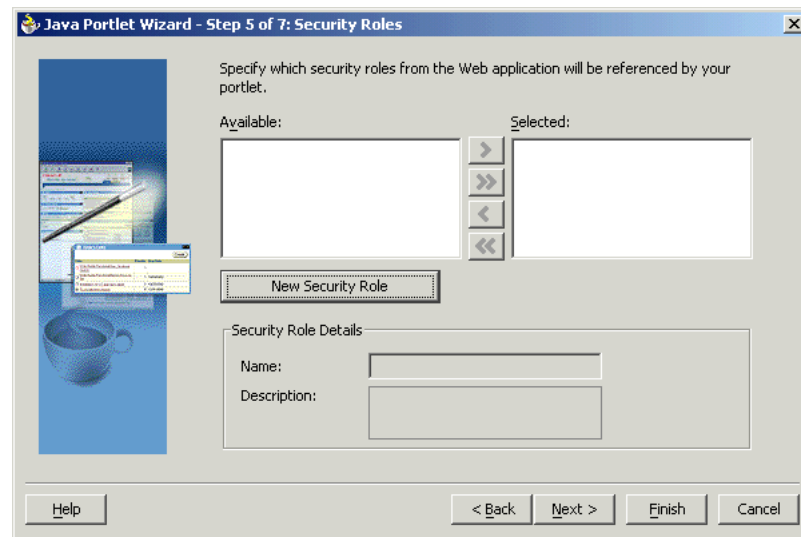 Java Portlet Wizard - Step 5 of 7: Security Roles
Specify which security roles from the Web application will be referenced by your
portlet.
Available:
Selected:
>
>>
<
<<
New Security Role
Security Role Details
Name:
Description:
Help
< Back
Next >
Finish
Cancel